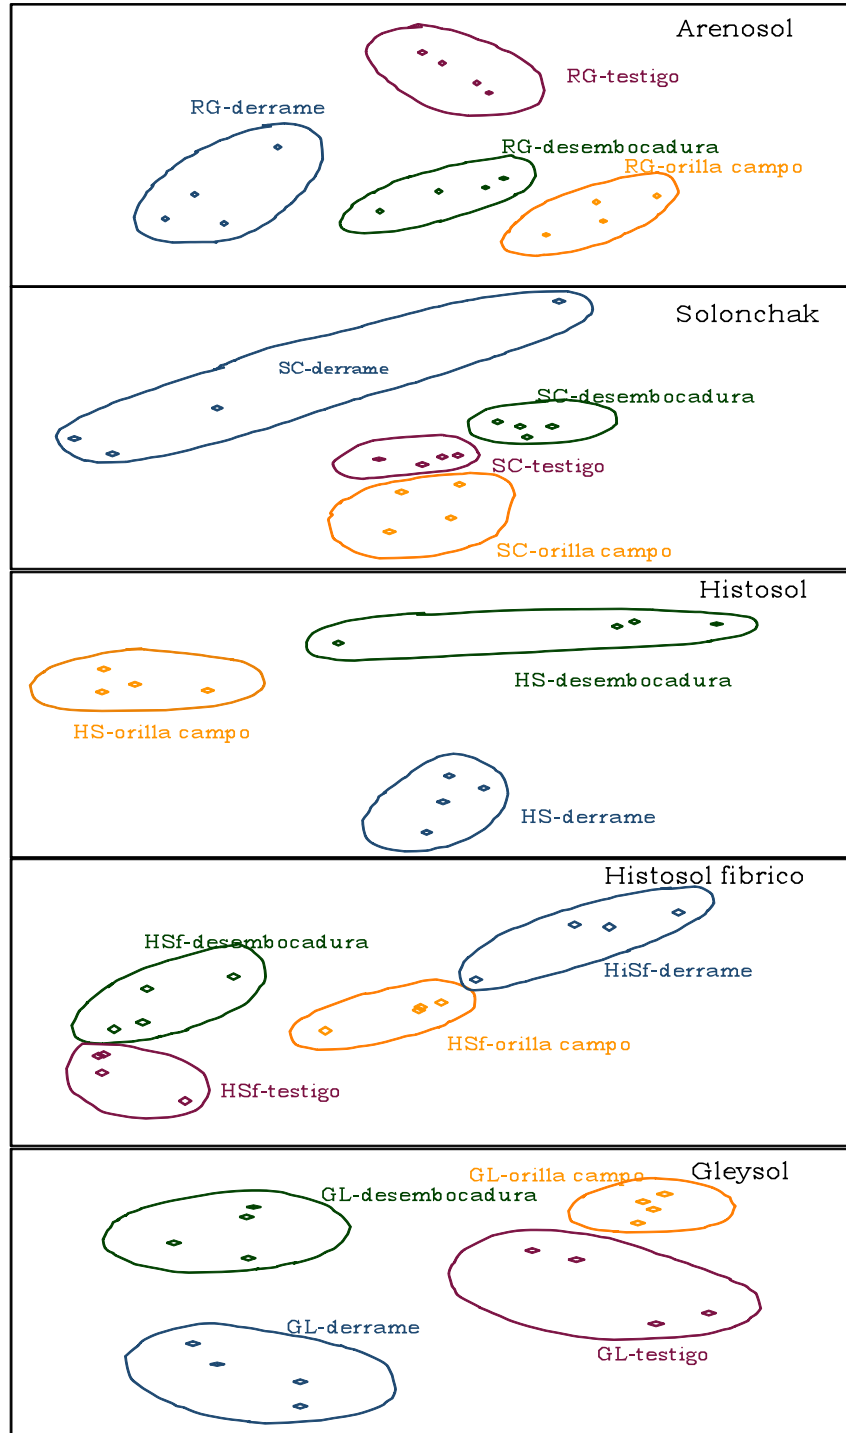 Arenosol
RG-testigo
RG-derrame
RG-desembocadura
RG-orilla campo
Solonchak
SC-derrame
SC-desembocadura
SC-testigo
SC-orilla campo
Histosol
HS-desembocadura
HS-orilla campo
HS-derrame
Histosol fibrico
HSf-desembocadura
HiSf-derrame
HSf-orilla campo
HSf-testigo
Gleysol
GL-orilla campo
GL-desembocadura
GL-derrame
GL-testigo